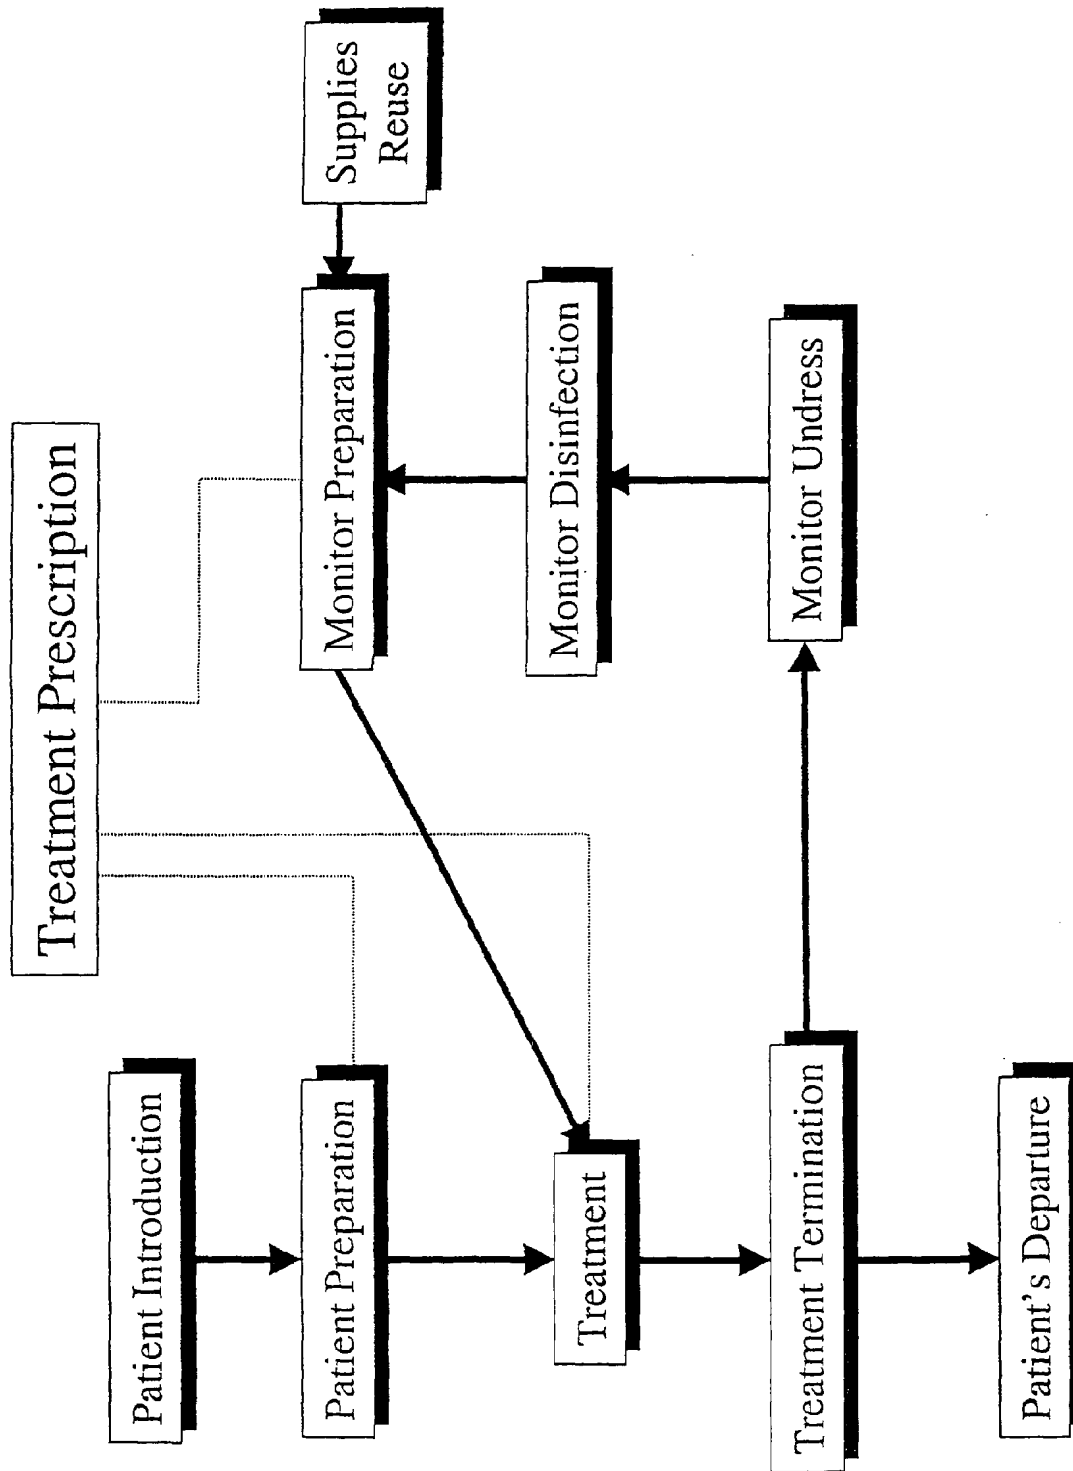 Treatment Prescription
Patient Introduction
Patient Preparation
Treatment
Treatment Termination
Patient's Departure
Monitor Preparation
Monitor Disinfection
Monitor Undress
Supplies
Reuse